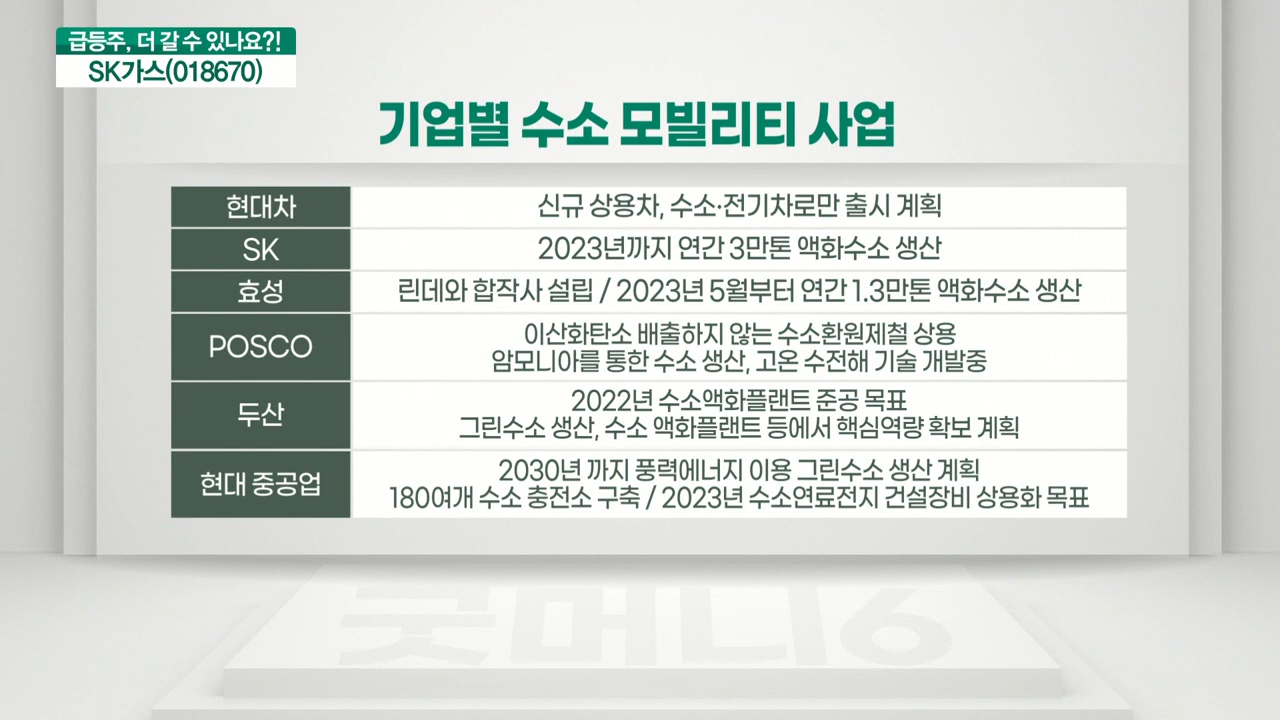 급등주, 더 갈 수 있나요?!
SK가스(018670)
기업별 수소 모빌리티 사업
현대차
신규 상용차, 수소·전기차로만 출시 계획
SK
2023년까지 연간 3만톤 액화수소 생산
효성
린데와 합작사 설립 / 2023년 5월부터 연간 1.3만톤 액화수소 생산
POSCO
이산화탄소 배출하지 않는 수소환원제철 상용
암모니아를 통한 수소 생산, 고온 수전해 기술 개발중
두산
2022년 수소액화플랜트 준공 목표
그린수소 생산, 수소 액화플랜트 등에서 핵심역량 확보 계획
현대 중공업
2030년 까지 풍력에너지 이용 그린수소 생산 계획
180여개 수소 충전소 구축 / 2023년 수소연료전지 건설장비 상용화 목표
굿머니6